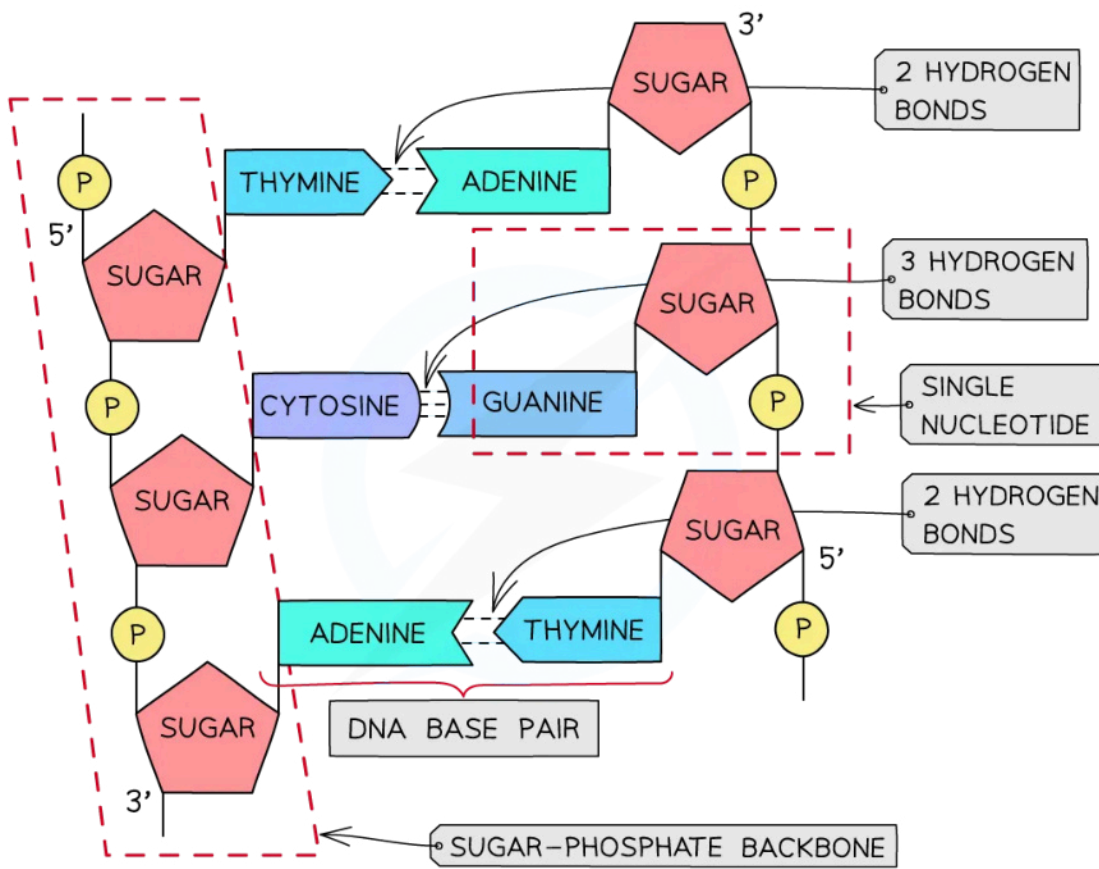 3’
SUGAR
2 HYDROGEN
BONDS
P
THYMINE
ADENINE
P
5’
SUGAR
SUGAR
3 HYDROGEN
BONDS
P
CYTOSINE
GUANINE
P
SINGLE
NUCLEOTIDE
SUGAR
SUGAR
2 HYDROGEN
BONDS
5’
P
ADENINE
THYMINE
P
SUGAR
DNA BASE PAIR
3’
SUGAR–PHOSPHATE BACKBONE